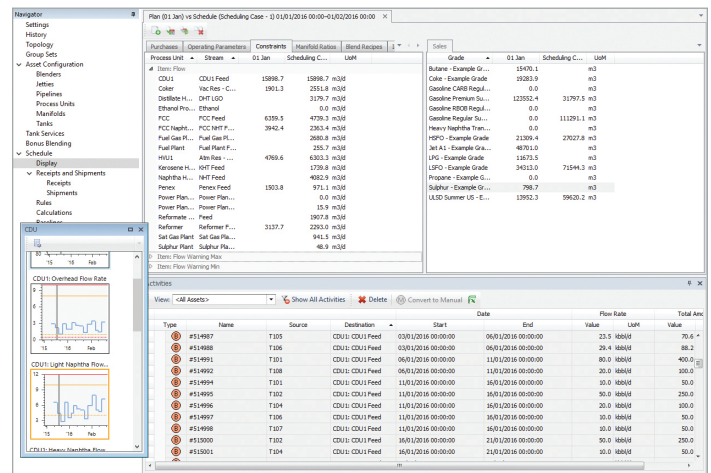 Navigator
Settings
History
Topology
Group Sets
Asset Configuration
Blenders
Jetties
Pipelines
Process Units
Manifolds
Tanks
Tank Services
Bonus Blending
Schedule
Display
Receipts and Shipments
Receipts
Shipments
Rules
Calculations
Baselines
CDU
80
'15 '16 Feb
CDU1: Overhead Flow Rate
9
6
3
'15 '16 Feb
CDU1: Light Naphtha Flow...
12
9
6
3
'15 '16 Feb
CDU1: Heavy Naphtha Flow
Plan (01 Jan) vs Schedule (Scheduling Case - 1) 01/01/2016 00:00-01/02/2016 00:00
Purchases Operating Parameters Constraints Manifold Ratios Blend Recipes
Process Unit Stream 01 Jan Scheduling C... UoM
Item: Flow
CDU1 CDU1 Feed 15898.7 15898.7 m3/d
Coker Vac Res - C... 1901.3 2551.8 m3/d
Distillate H... DHT LGO 3179.7 m3/d
Ethanol Pro... Ethanol 0.0 m3/d
FCC FCC Feed 6359.5 4739.3 m3/d
FCC Napht... FCC NHT F... 3942.4 2363.4 m3/d
Fuel Gas Pl... Fuel Gas Pl... 2680.8 m3/d
Fuel Plant Fuel Plant F... 255.7 m3/d
HVU1 Atm Res - ... 4769.6 6303.3 m3/d
Kerosene H... KHT Feed 1739.8 m3/d
Naphtha H... NHT Feed 4082.9 m3/d
Penex Penex Feed 1503.8 971.1 m3/d
Power Plan... Power Plan... 0.0 m3/d
Power Plan... Power Plan... 15.9 m3/d
Reformate ... Feed 1907.8 m3/d
Reformer Reformer F... 3137.7 2293.0 m3/d
Sat Gas Plant Sat Gas Pla... 941.5 m3/d
Sulphur Plant Sulphur Pla... 48.9 m3/d
Item: Flow Warning Max
Item: Flow Warning Min
Sales
Grade 01 Jan Scheduling C... UoM
Butane - Example Gr... 15470.1 m3
Coke - Example Grade 19283.9 m3
Gasoline CARB Regul... 0.0 m3
Gasoline Premium Su... 123552.4 31797.5 m3
Gasoline RBOB Regul... 0.0 m3
Gasoline Regular Su... 0.0 111291.1 m3
Heavy Naphtha Tran... 0.0 m3
HSFO - Example Grade 21309.4 27027.8 m3
Jet A1 - Example Gra... 48701.0 m3
LPG - Example Grade 11673.5 m3
LSFO - Example Grade 34313.0 71544.3 m3
Propane - Example G... 0.0 m3
Sulphur - Example Gr... 798.7 m3
ULSD Summer US - E... 13952.3 59620.2 m3
Activities
View: <All Assets> Show All Activities Delete Convert to Manual
Date Flow Rate Total Amo
Type Name Source Destination Start End Value UoM Value
B #514987 T105 CDU1: CDU1 Feed 03/01/2016 00:00:00 06/01/2016 00:00:00 23.5 kbbl/d 70.6
B #514988 T106 CDU1: CDU1 Feed 03/01/2016 00:00:00 06/01/2016 00:00:00 29.4 kbbl/d 88.2
B #514991 T101 CDU1: CDU1 Feed 06/01/2016 00:00:00 11/01/2016 00:00:00 80.0 kbbl/d 400.0
B #514992 T108 CDU1: CDU1 Feed 06/01/2016 00:00:00 11/01/2016 00:00:00 20.0 kbbl/d 100.0
B #514994 T101 CDU1: CDU1 Feed 11/01/2016 00:00:00 16/01/2016 00:00:00 10.0 kbbl/d 50.0
B #514995 T102 CDU1: CDU1 Feed 11/01/2016 00:00:00 16/01/2016 00:00:00 50.0 kbbl/d 250.0
B #514996 T104 CDU1: CDU1 Feed 11/01/2016 00:00:00 16/01/2016 00:00:00 20.0 kbbl/d 100.0
B #514997 T106 CDU1: CDU1 Feed 11/01/2016 00:00:00 16/01/2016 00:00:00 10.0 kbbl/d 50.0
B #514998 T107 CDU1: CDU1 Feed 11/01/2016 00:00:00 16/01/2016 00:00:00 10.0 kbbl/d 50.0
B #515000 T102 CDU1: CDU1 Feed 16/01/2016 00:00:00 21/01/2016 00:00:00 50.0 kbbl/d 250.0
B #515001 T104 CDU1: CDU1 Feed 16/01/2016 00:00:00 21/01/2016 00:00:00 10.0 kbbl/d 50.0